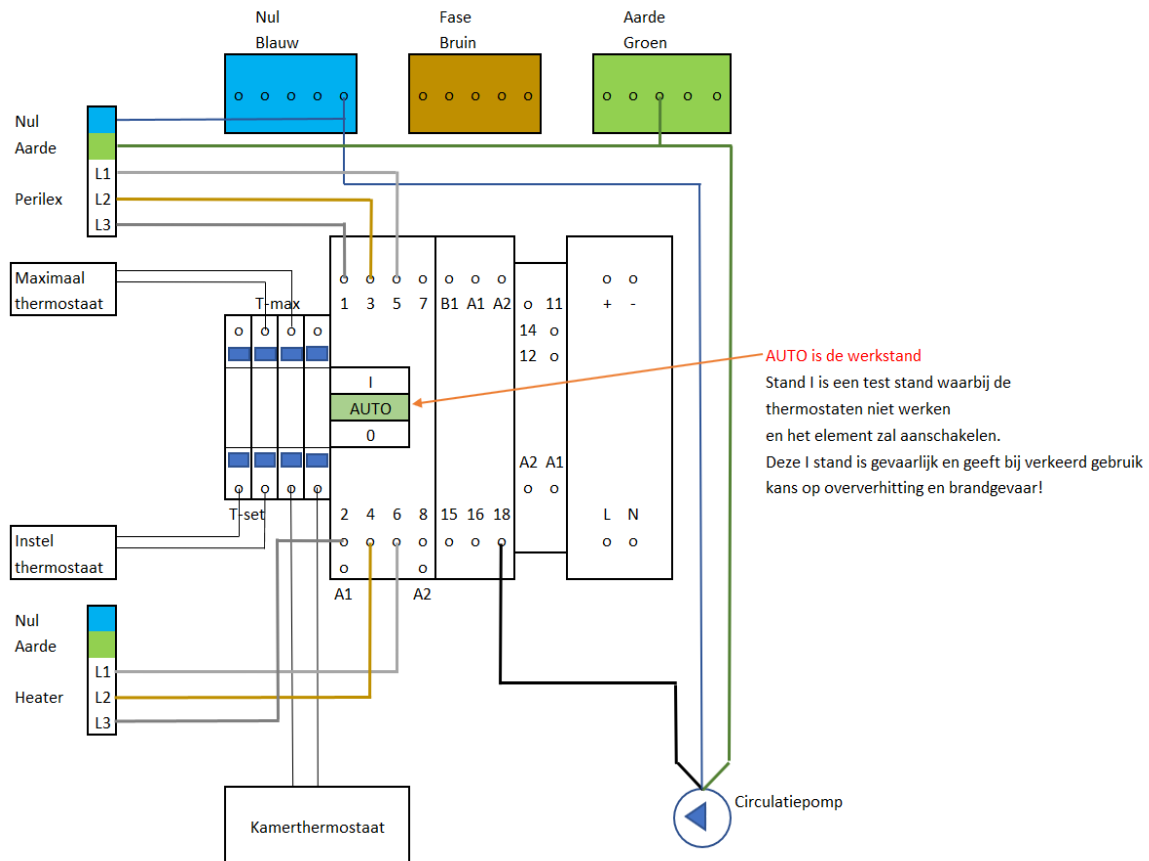 Nul
Blauw
Fase
Bruin
Aarde
Groen
o o o o o
o o o o o
o o o o o
Nul
Aarde
L1
Perilex L2
L3
Maximaal
thermostaat
T-max
o o o o
o o o o o o o
1 3 5 7 B1 A1 A2
o 11
14 o
12 o
o o
+ -
I
AUTO
0
AUTO is de werkstand
Stand I is een test stand waarbij de
thermostaten niet werken
en het element zal aanschakelen.
Deze I stand is gevaarlijk en geeft bij verkeerd gebruik
kans op oververhitting en brandgevaar!
o o o o
T-set
A2 A1
o o
2 4 6 8 15 16 18
o o o o o o o
o o
A1 A2
L N
o o
Instel
thermostaat
Nul
Aarde
L1
Heater L2
L3
Kamerthermostaat
Circulatiepomp